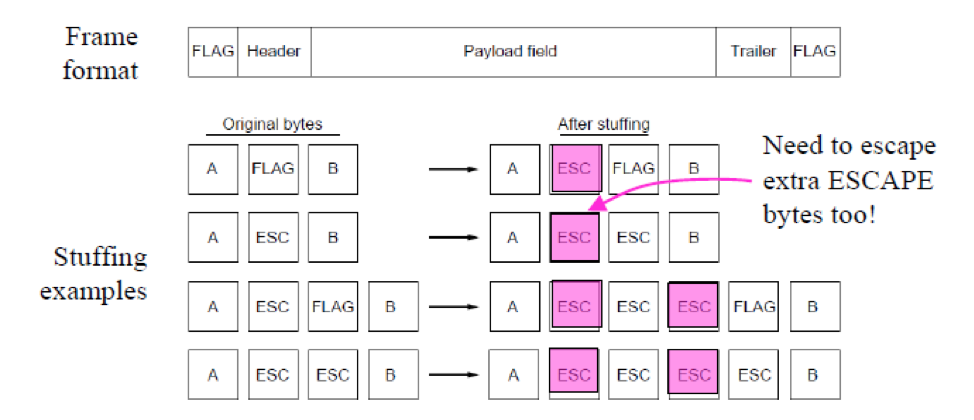 Frame
format
FLAG Header Payload field Trailer FLAG
Original bytes After stuffing
A FLAG B A ESC FLAG B
Need to escape
extra ESCAPE
bytes too!
A ESC B A ESC ESC B
Stuffing
examples
A ESC FLAG B A ESC ESC ESC FLAG B
A ESC ESC B A ESC ESC ESC ESC B